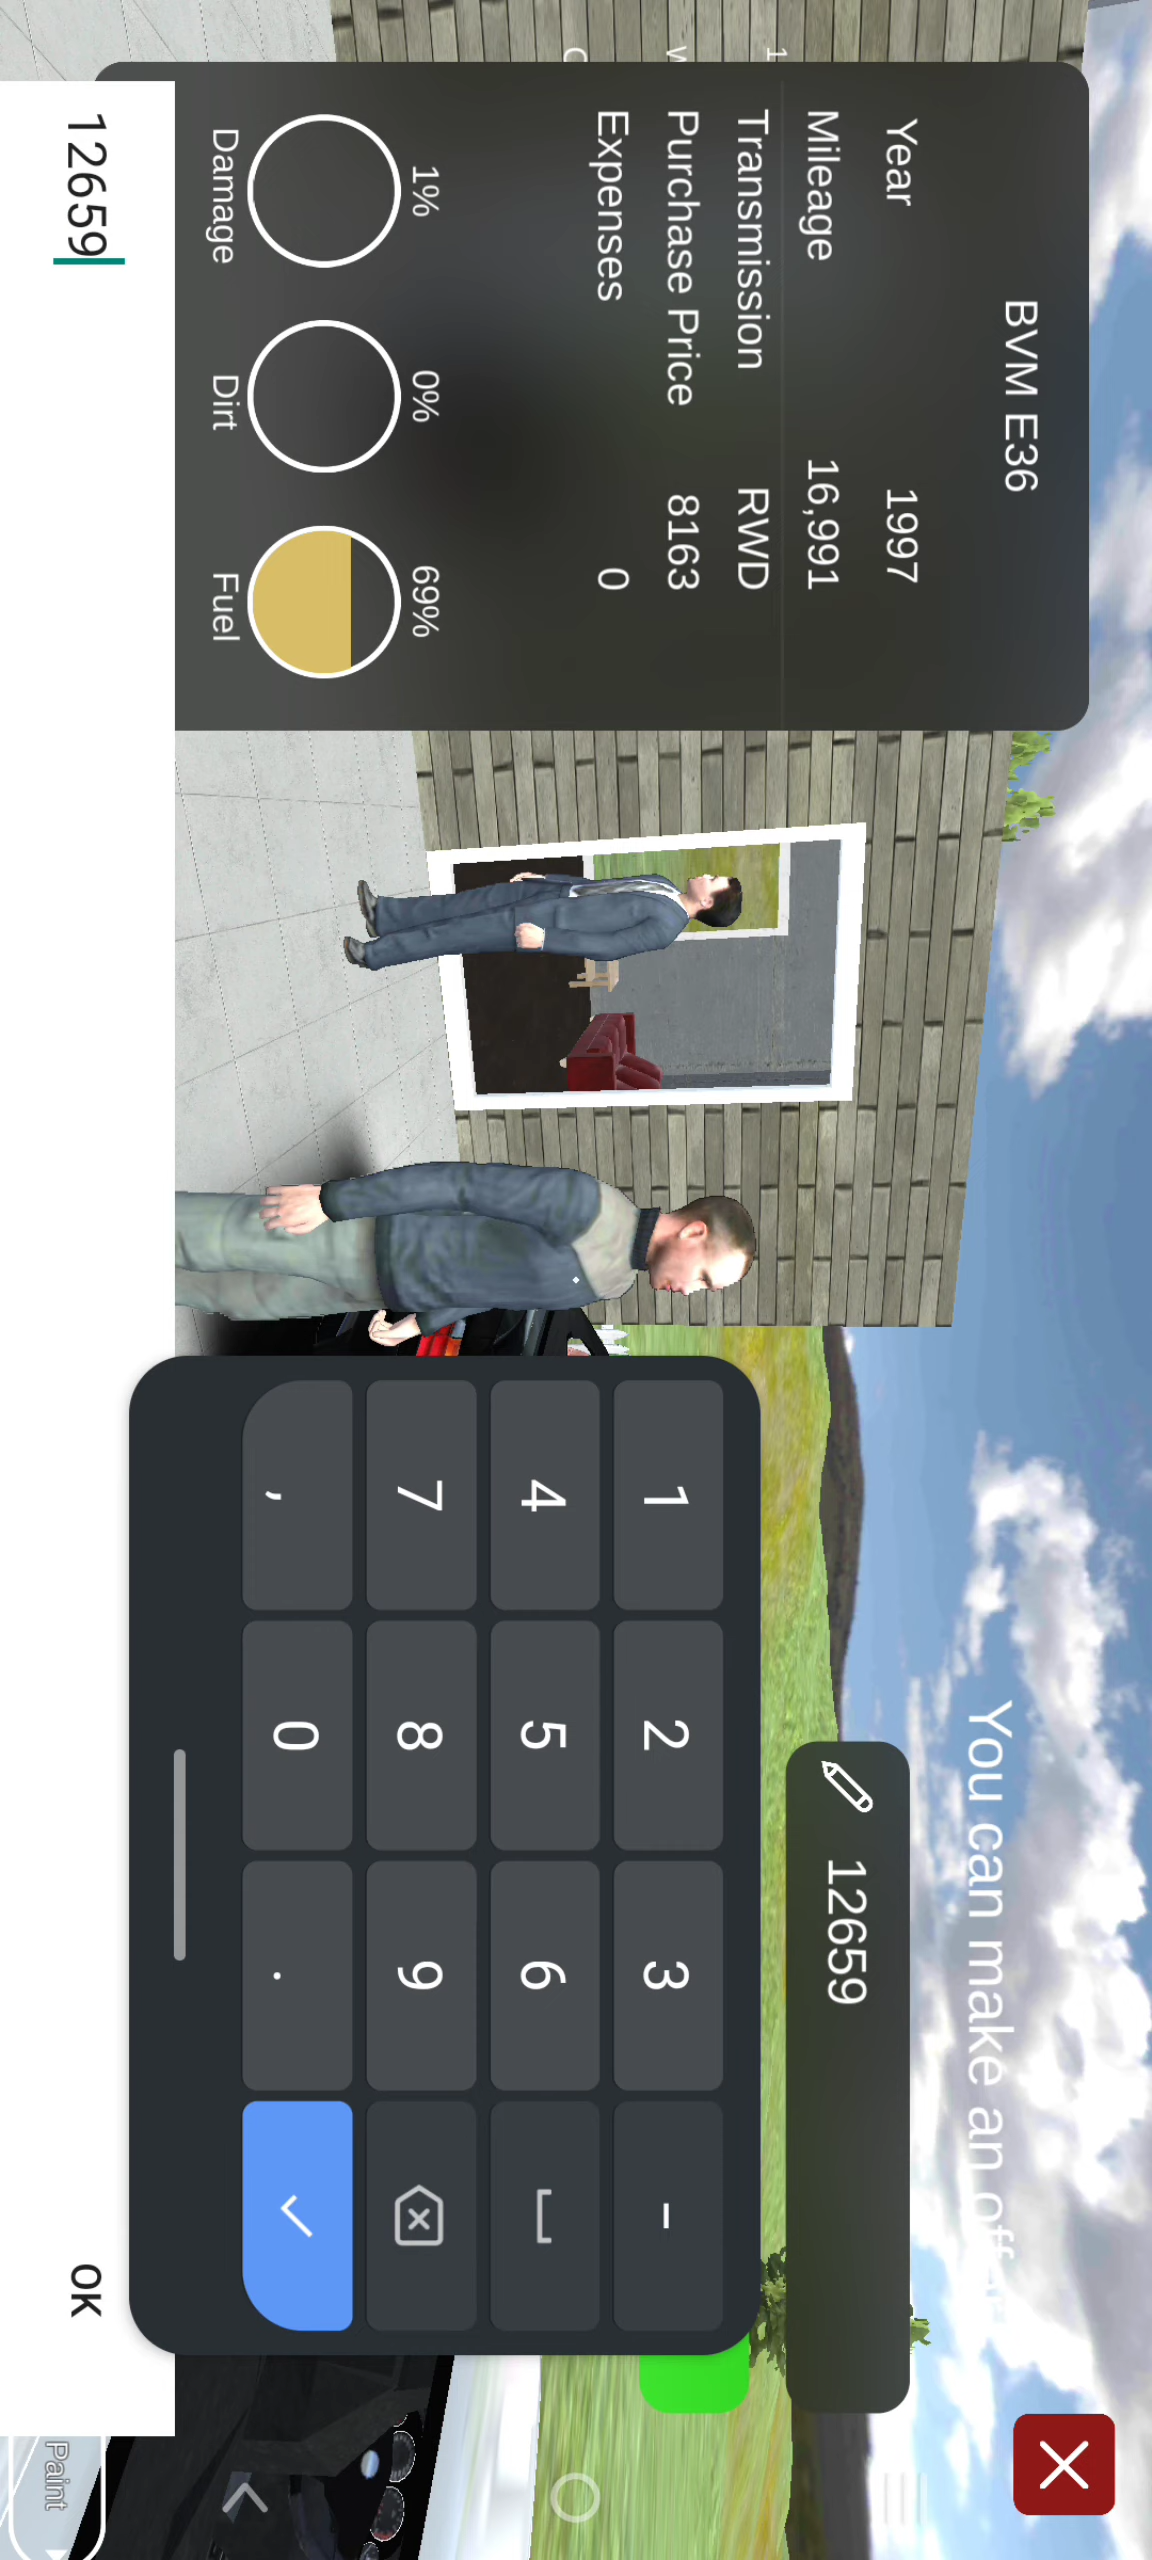 BVM E36
Year 1997
Mileage 16,991
Transmission RWD
Purchase Price 8163
Expenses 0
1% 0% 69%
Damage Dirt Fuel
You can make an offer
12659
1 2 3 -
4 5 6
7 8 9
, 0 .
12659
OK
Paint